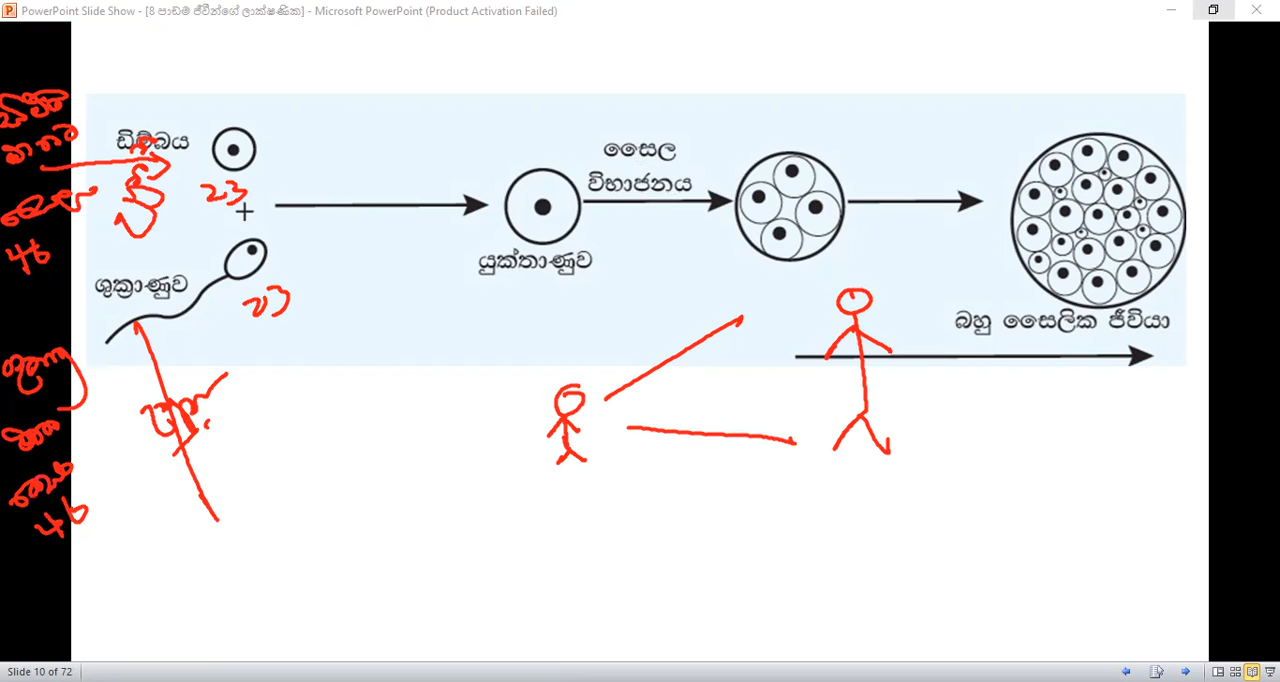 PowerPoint Slide Show - [8 පාඩම ජීවීන්ගේ ලාක්ෂණික] - Microsoft PowerPoint (Product Activation Failed)
ඩිම්බය
23
+
46
ශුක්‍රාණුව
23
යුක්තාණුව
සෛල
විභාජනය
බහු සෛලික ජීවියා
46
Slide 10 of 72